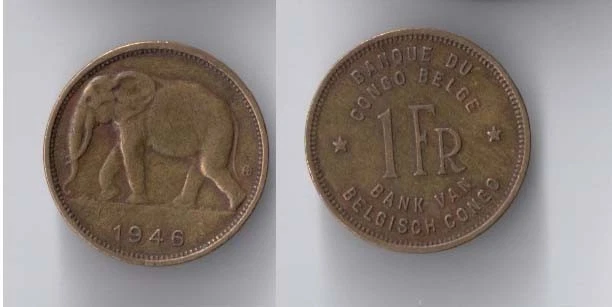 1946
BANQUE DU
CONGO BELGE
1 FR
BANK VAN
BELGISCH CONGO